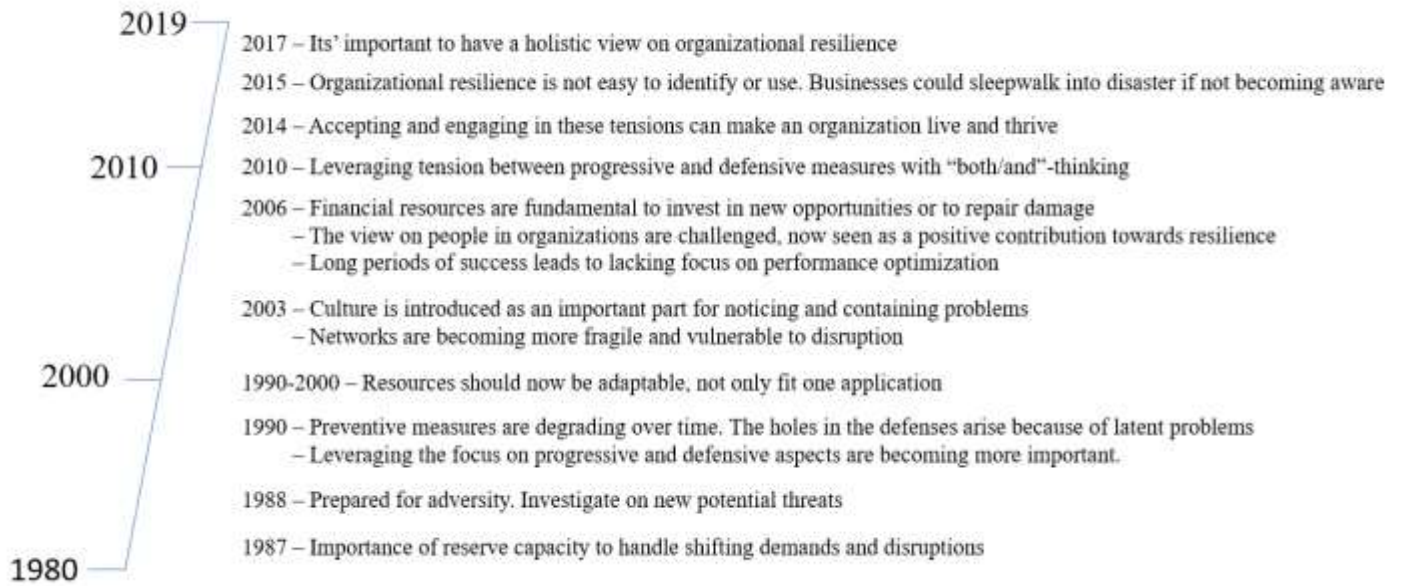 2019
2017 – Its’ important to have a holistic view on organizational resilience
2015 – Organizational resilience is not easy to identify or use. Businesses could sleepwalk into disaster if not becoming aware
2014 – Accepting and engaging in these tensions can make an organization live and thrive
2010
2010 – Leveraging tension between progressive and defensive measures with “both/and”-thinking
2006 – Financial resources are fundamental to invest in new opportunities or to repair damage
– The view on people in organizations are challenged, now seen as a positive contribution towards resilience
– Long periods of success leads to lacking focus on performance optimization
2003 – Culture is introduced as an important part for noticing and containing problems
– Networks are becoming more fragile and vulnerable to disruption
2000
1990-2000 – Resources should now be adaptable, not only fit one application
1990 – Preventive measures are degrading over time. The holes in the defenses arise because of latent problems
– Leveraging the focus on progressive and defensive aspects are becoming more important.
1988 – Prepared for adversity. Investigate on new potential threats
1987 – Importance of reserve capacity to handle shifting demands and disruptions
1980